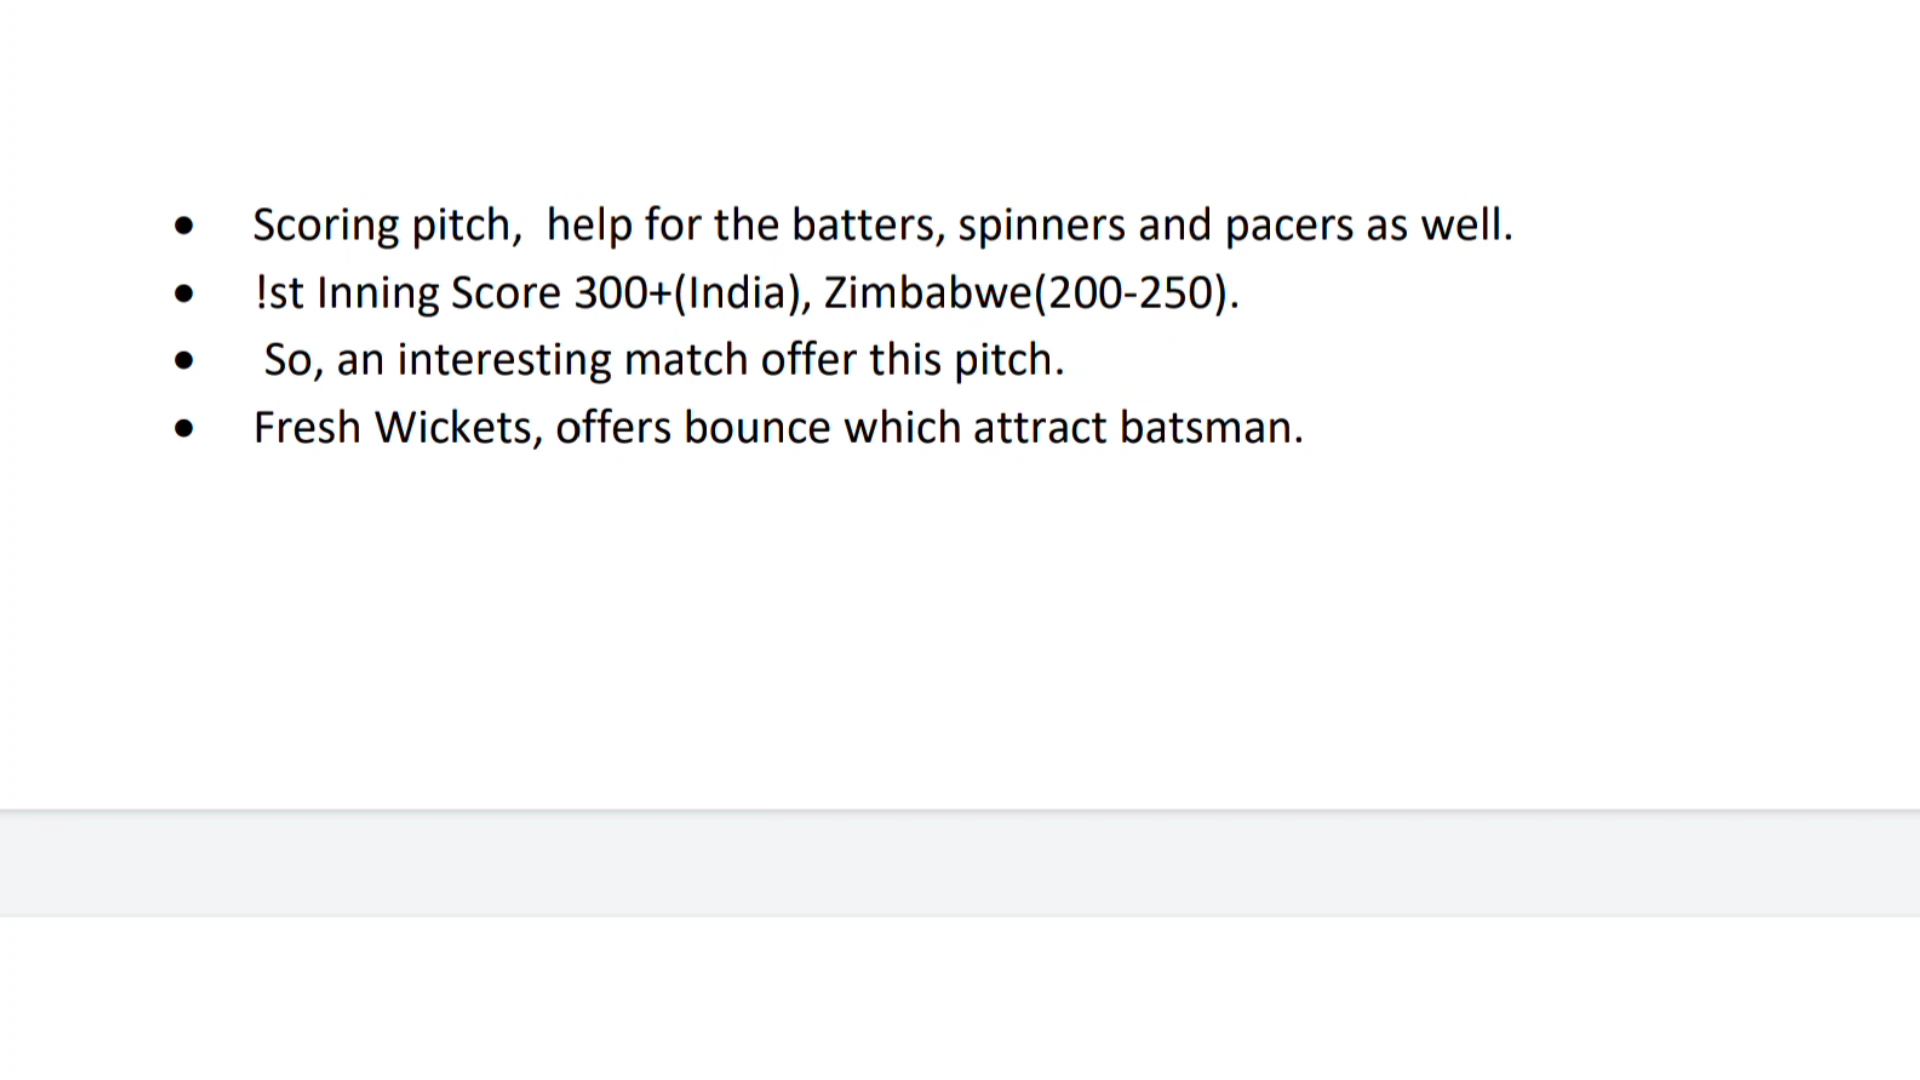 • Scoring pitch,  help for the batters, spinners and pacers as well.
• !st Inning Score 300+(India), Zimbabwe(200-250).
• So, an interesting match offer this pitch.
• Fresh Wickets, offers bounce which attract batsman.